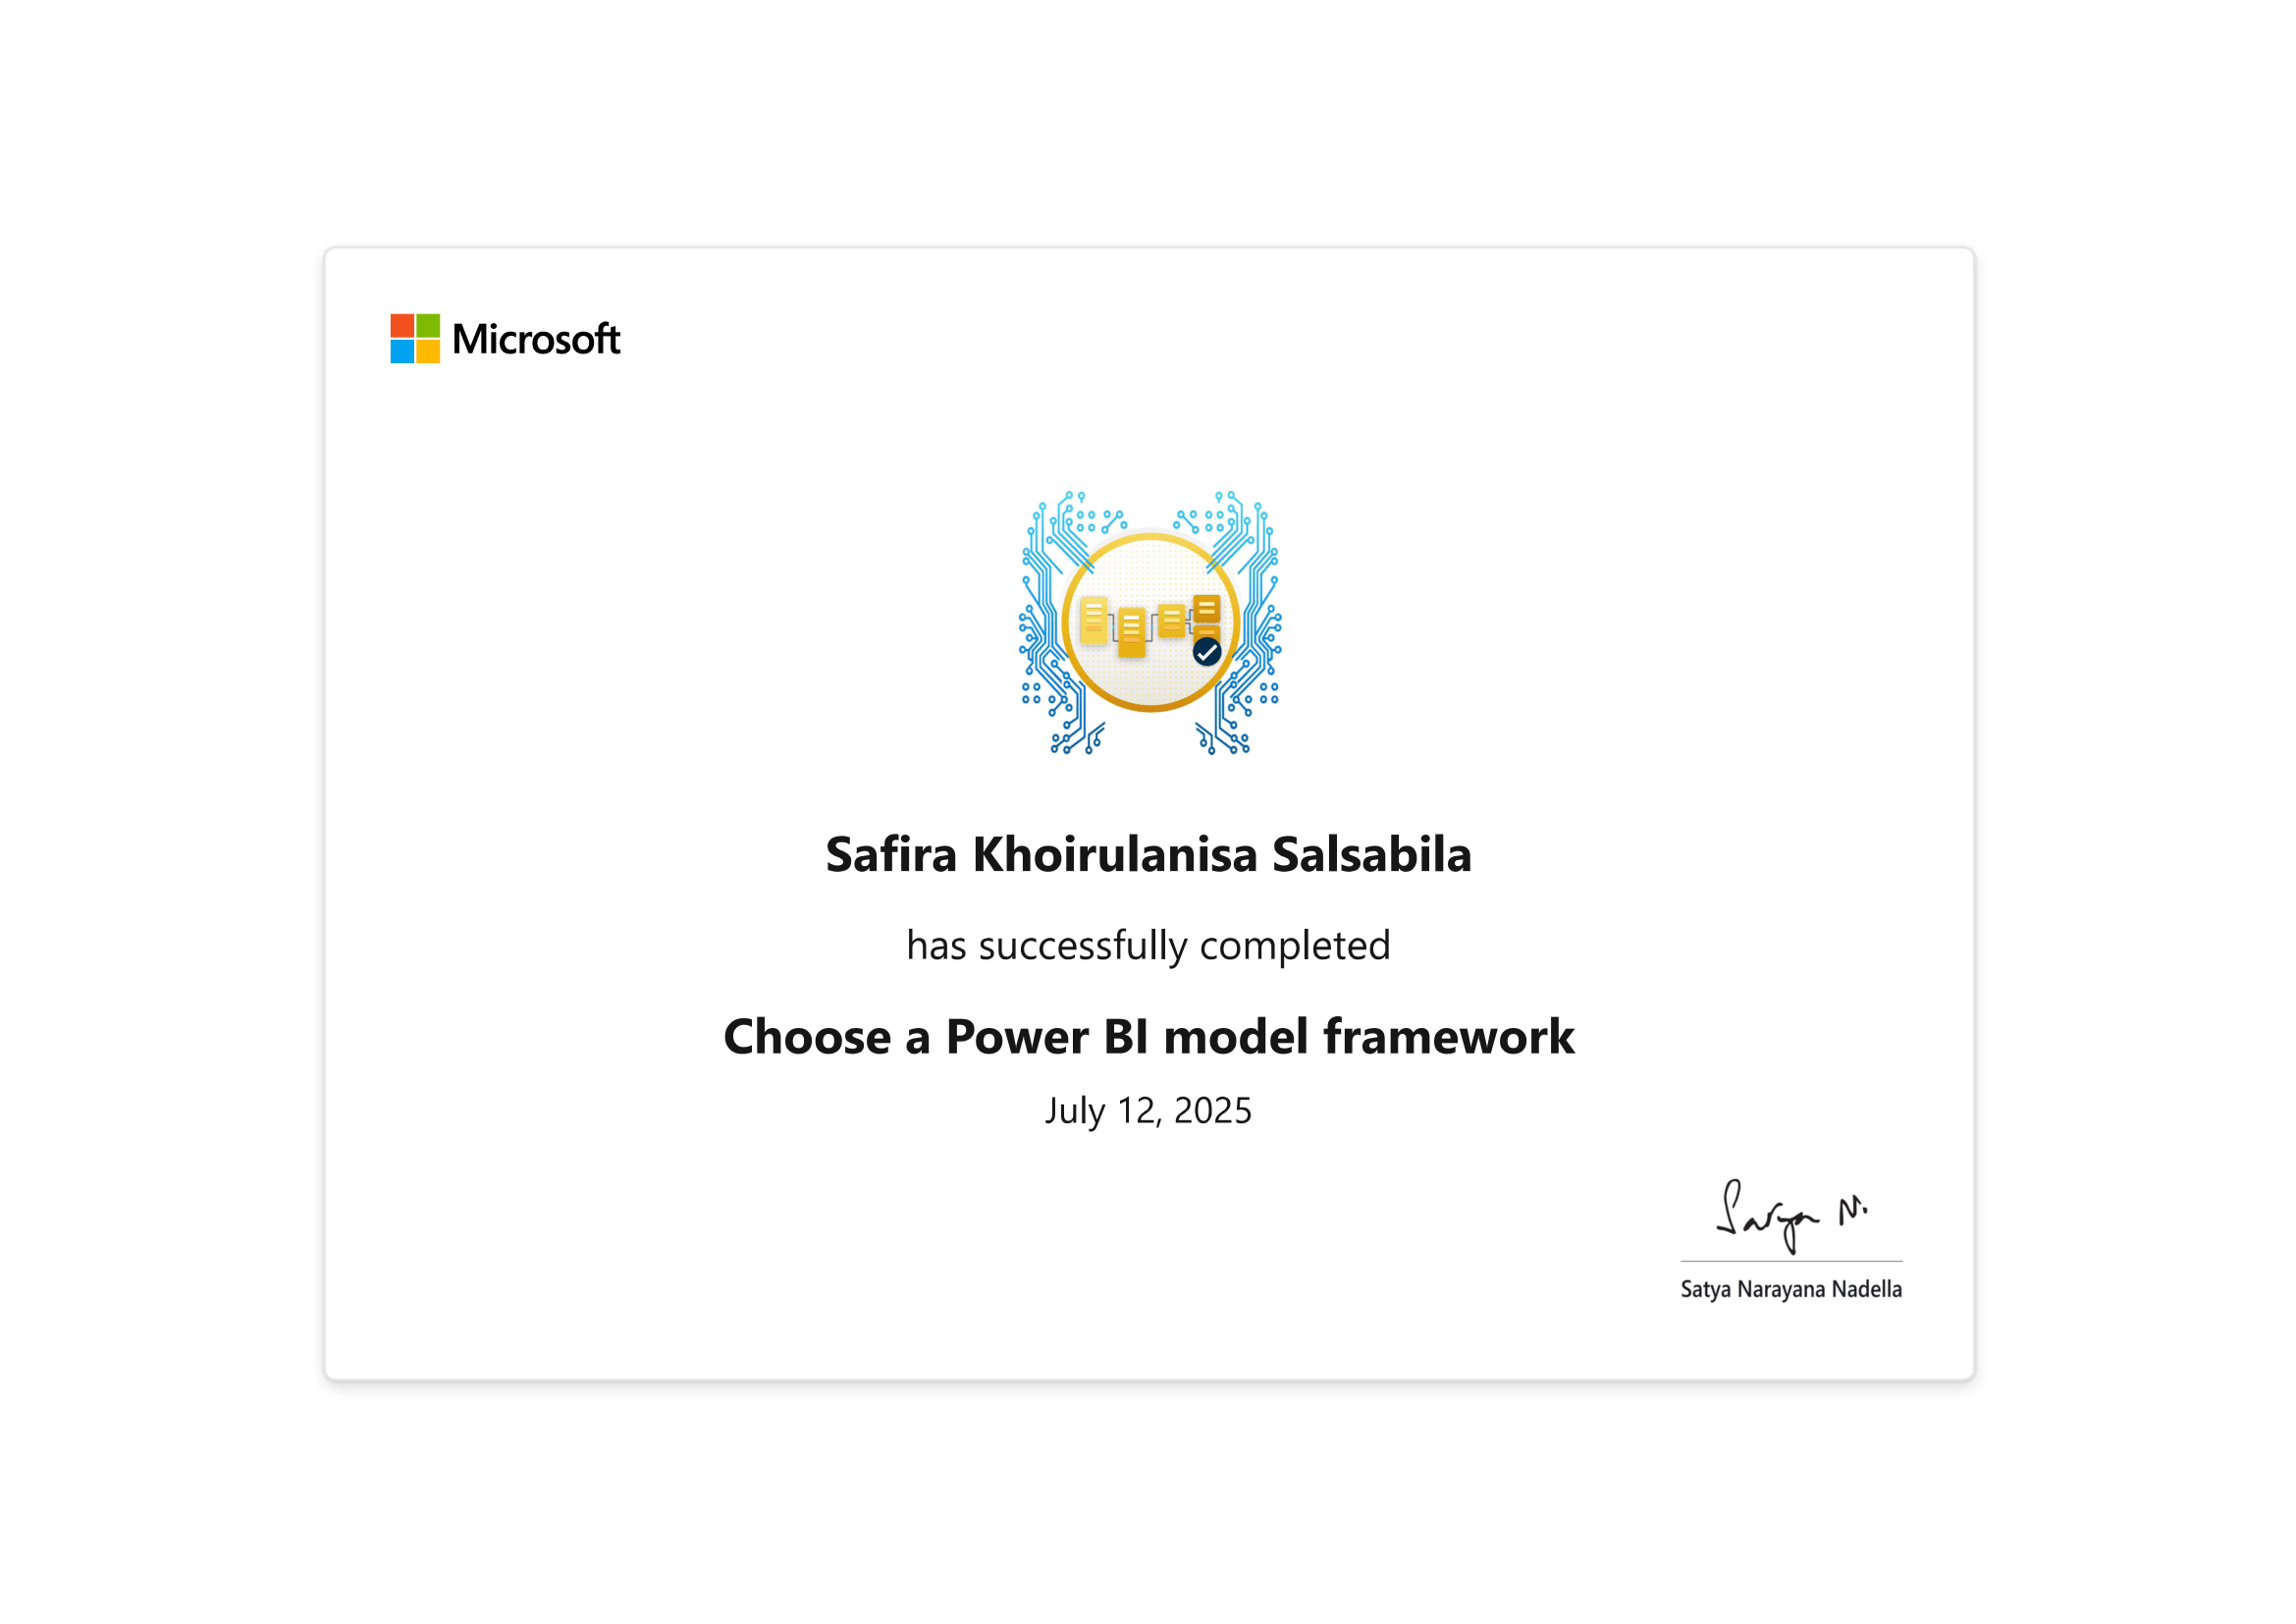 Microsoft
Safira Khoirulanisa Salsabila
has successfully completed
Choose a Power BI model framework
July 12, 2025
Satya N.
Satya Narayana Nadella